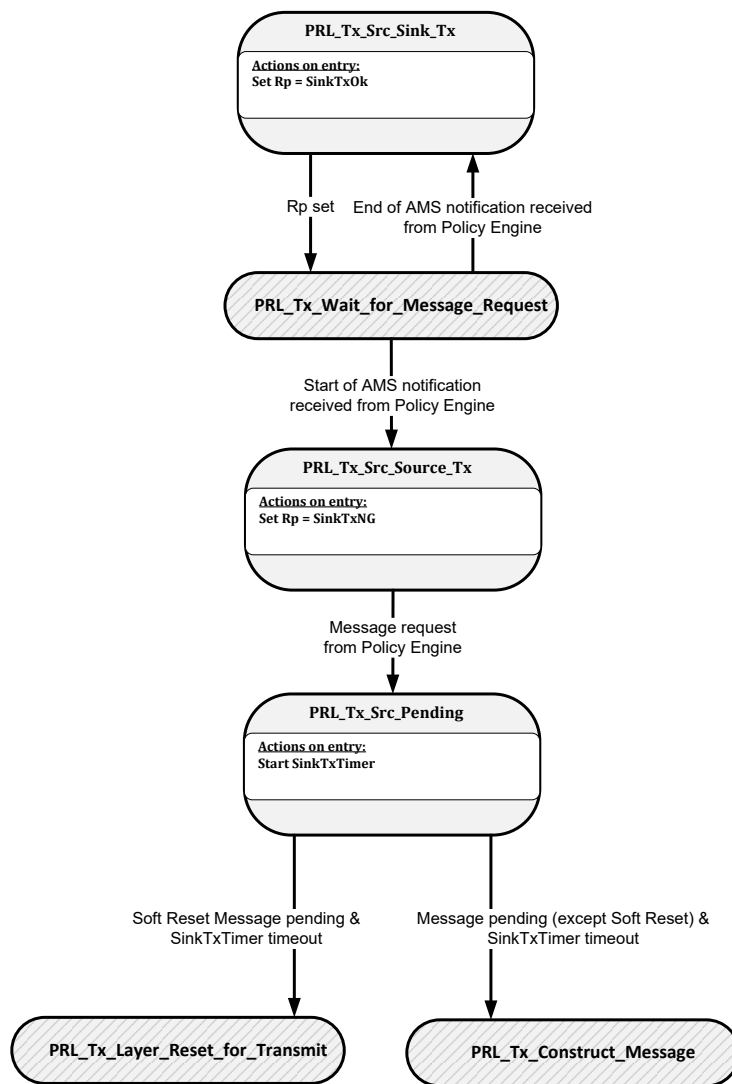 PRL_Tx_Src_Sink_Tx
Actions on entry:
Set Rp = SinkTxOk
Rp set
End of AMS notification received
from Policy Engine
PRL_Tx_Wait_for_Message_Request
Start of AMS notification
received from Policy Engine
PRL_Tx_Src_Source_Tx
Actions on entry:
Set Rp = SinkTxNG
Message request
from Policy Engine
PRL_Tx_Src_Pending
Actions on entry:
Start SinkTxTimer
Soft Reset Message pending &
SinkTxTimer timeout
Message pending (except Soft Reset) &
SinkTxTimer timeout
PRL_Tx_Layer_Reset_for_Transmit
PRL_Tx_Construct_Message